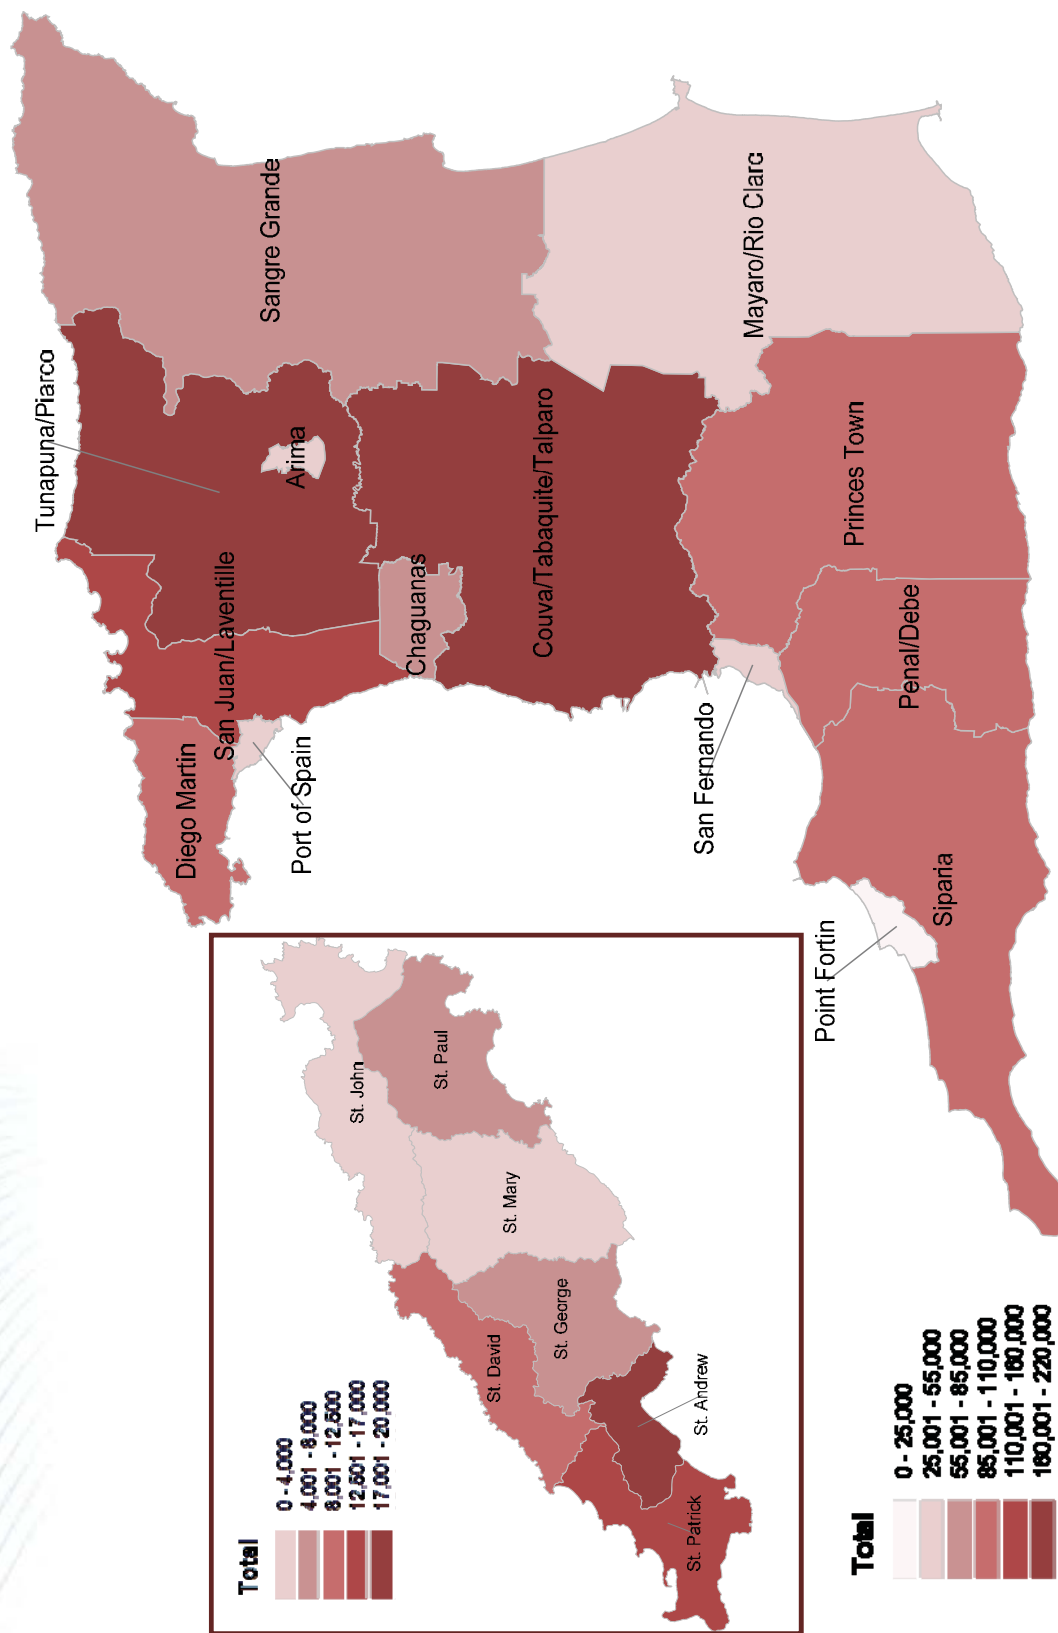 Tunapuna/Piarco
Sangre Grande
Arima
San Juan/Laventille
Chaguanas
Diego Martin
Port of Spain
Couva/Tabaquite/Talparo
Mayaro/Rio Claro
Princes Town
Penal/Debe
San Fernando
Siparia
Point Fortin
St. John
St. Paul
St. Mary
St. George
St. David
St. Andrew
St. Patrick
Total
0 - 4,000
4,001 - 8,000
8,001 - 12,500
12,501 - 17,000
17,001 - 20,000
Total
0 - 25,000
25,001 - 55,000
55,001 - 85,000
85,001 - 110,000
110,001 - 160,000
160,001 - 220,000